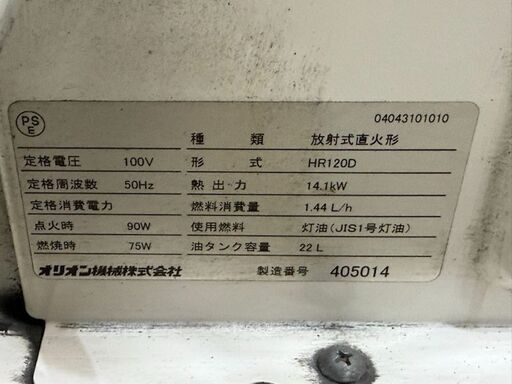 PS
E
04043101010
種類 放射式直火形
定格電圧 100V 形式 HR120D
定格周波数 50Hz 熱出力 14.1kW
定格消費電力 燃料消費量 1.44 L/h
点火時 90W 使用燃料 灯油(JIS1号灯油)
燃焼時 75W 油タンク容量 22 L
オリオン機械株式会社 製造番号 405014